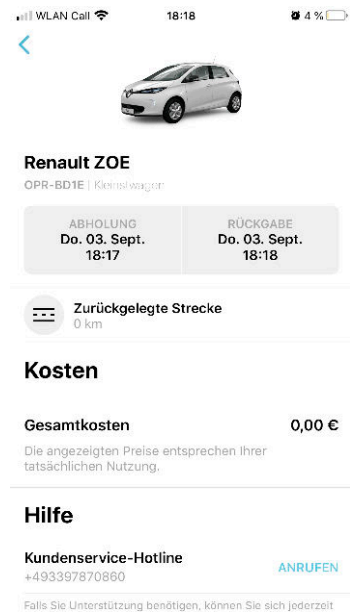 WLAN Call 18:18 4 %
Renault ZOE
OPR-BD1E | Kleinstwagen
ABHOLUNG RÜCKGABE
Do. 03. Sept. Do. 03. Sept.
18:17 18:18
Zurückgelegte Strecke
0 km
Kosten
Gesamtkosten 0,00 €
Die angezeigten Preise entsprechen Ihrer
tatsächlichen Nutzung.
Hilfe
Kundenservice-Hotline
ANRUFEN
+493397870860
Falls Sie Unterstützung benötigen, können Sie sich jederzeit